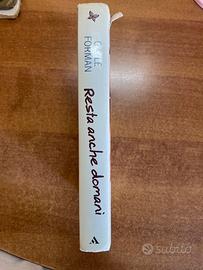 GAYLE
FORMAN
Resta anche domani
subito